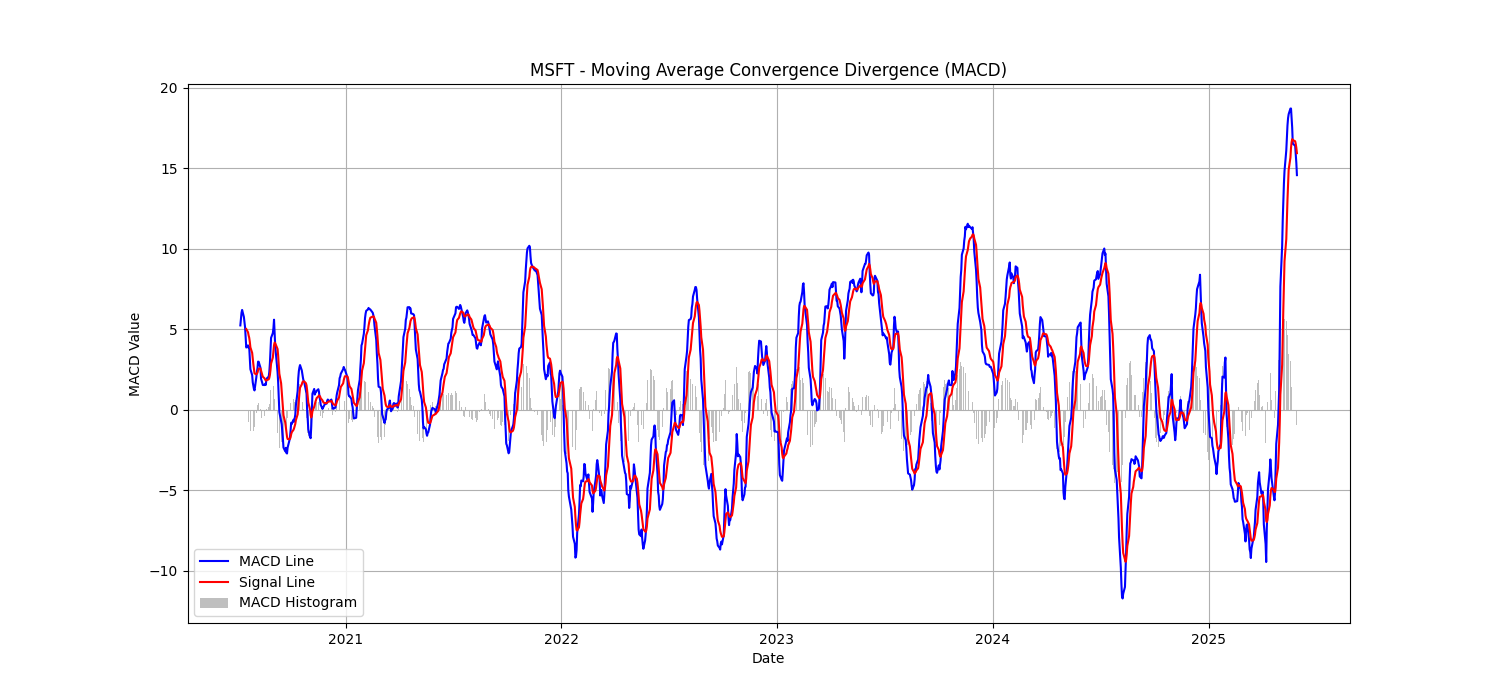 MSFT - Moving Average Convergence Divergence (MACD)
20
15
10
5
0
−5
−10
MACD Value
MACD Line
Signal Line
MACD Histogram
2021
2022
2023
2024
2025
Date